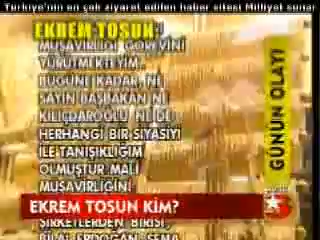 Türkiye'nin en çok ziyaret edilen haber sitesi Milliyet sunar
EKREM TOSUN:
MÜŞAVİRLİĞİ GÖREVİNİ
YÜRÜTMEKTEYİM.
BUGÜNE KADAR NE
SAYIN BAŞBAKAN NE
KILIÇDAROĞLU NE DE
HERHANGİ BİR SİYASİYİ
İLE TANIŞIKLIĞIM
OLMUŞTUR MALİ
MÜŞAVİRLİĞİNİ
EKREM TOSUN KİM?
ŞİRKETLERDEN BİRİSİ
BİLAL ERDOĞAN SENA
GÜNÜN OLAYI